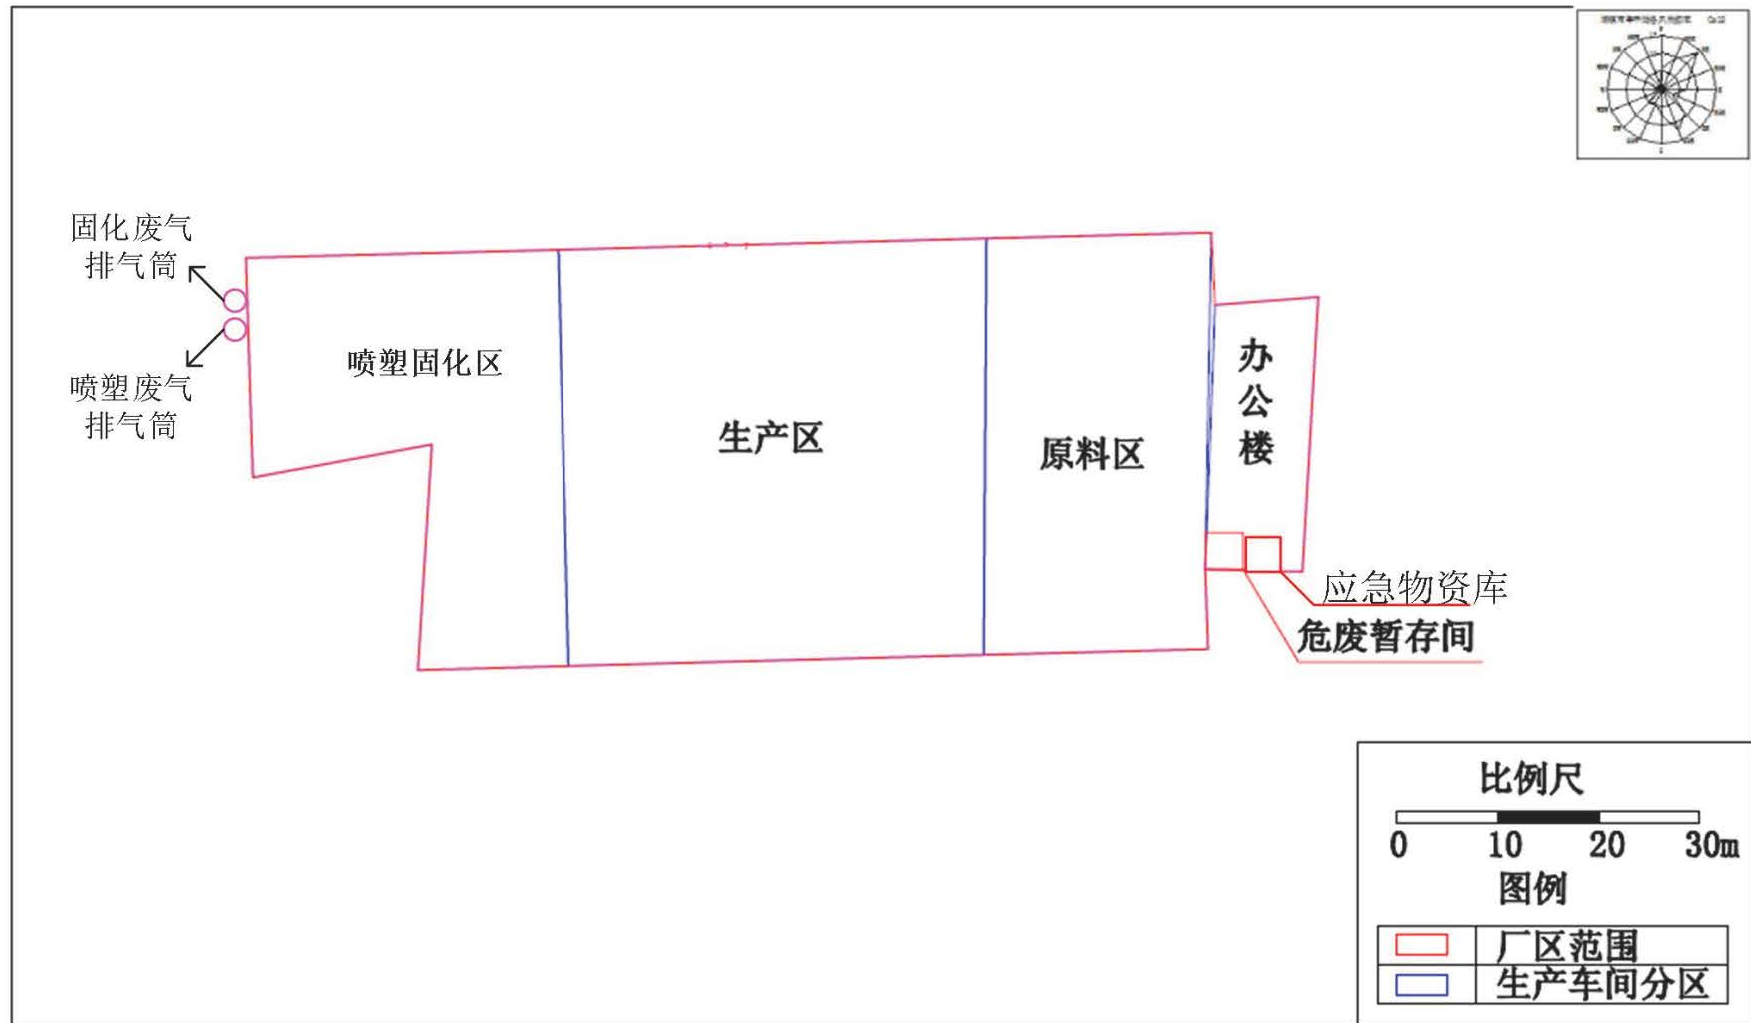 固化废气
排气筒
喷塑废气
排气筒
喷塑固化区
生产区
原料区
办
公
楼
应急物资库
危废暂存间
比例尺
0 10 20 30m
图例
厂区范围
生产车间分区